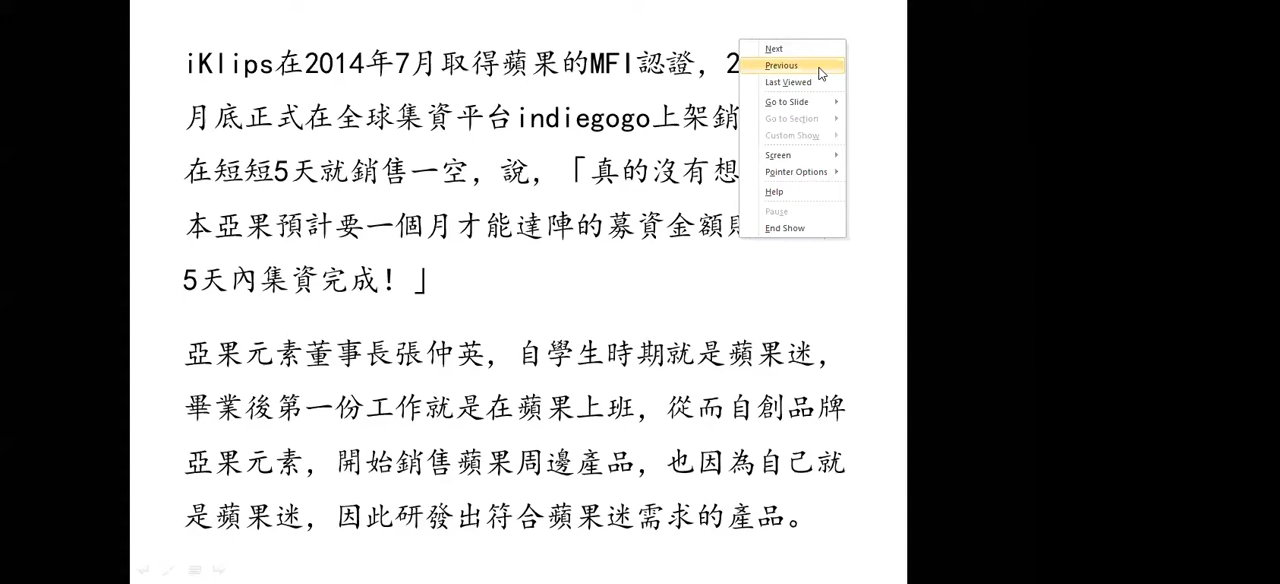 iKlips在2014年7月取得蘋果的MFI認證，2
月底正式在全球集資平台indiegogo上架銷
在短短5天就銷售一空，說，「真的沒有想
本亞果預計要一個月才能達陣的募資金額
5天內集資完成！」
亞果元素董事長張仲英，自學生時期就是蘋果迷，
畢業後第一份工作就是在蘋果上班，從而自創品牌
亞果元素，開始銷售蘋果周邊產品，也因為自己就
是蘋果迷，因此研發出符合蘋果迷需求的產品。
Next
Previous
Last Viewed
Go to Slide
Go to Section
Custom Show
Screen
Pointer Options
Help
Pause
End Show